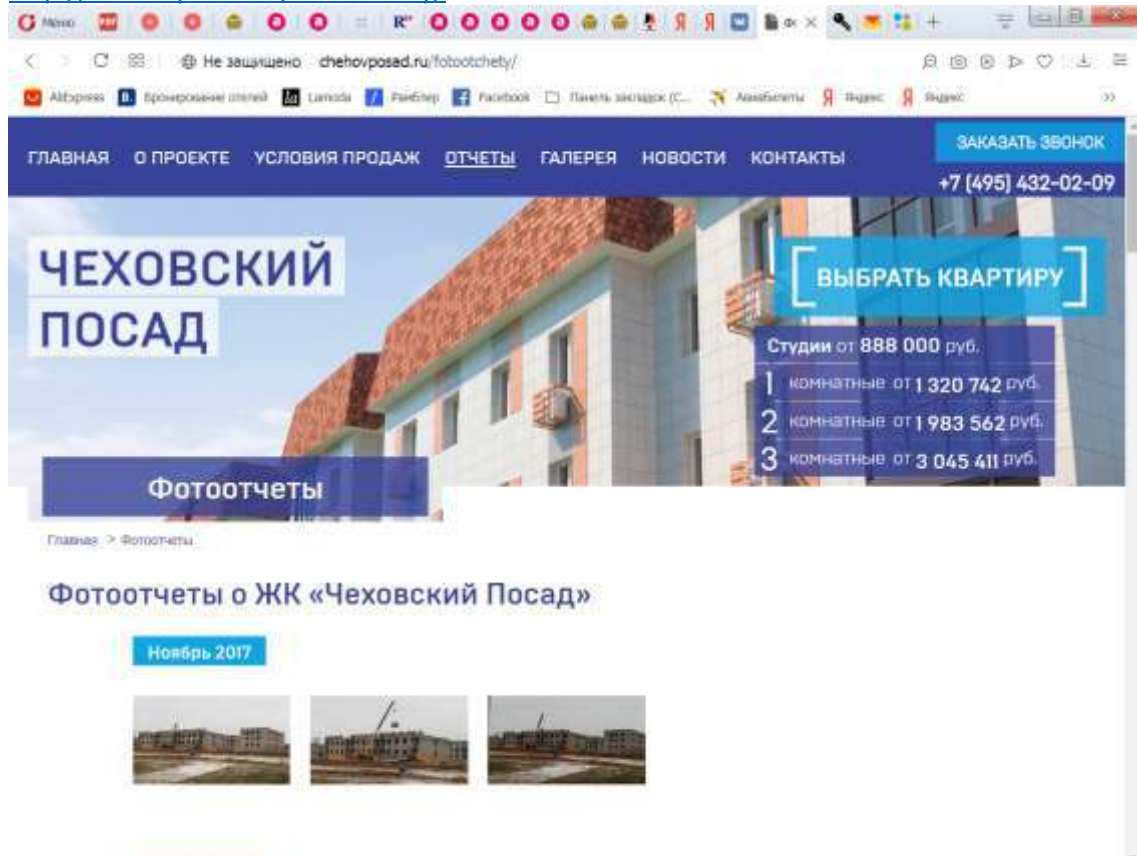 Меню
Не защищено chehovposad.ru/fotootchety/
AliExpress Бронирование отелей Lamoda Рамблер Facebook Панель закладок (С... Авиабилеты Яндекс Яндекс
ГЛАВНАЯ О ПРОЕКТЕ УСЛОВИЯ ПРОДАЖ ОТЧЕТЫ ГАЛЕРЕЯ НОВОСТИ КОНТАКТЫ
ЗАКАЗАТЬ ЗВОНОК
+7 (495) 432-02-09
ЧЕХОВСКИЙ
ПОСАД
ВЫБРАТЬ КВАРТИРУ
Студии от 888 000 руб.
1 комнатные от 1 320 742 руб.
2 комнатные от 1 983 562 руб.
3 комнатные от 3 045 411 руб.
Фотоотчеты
Главная > Фотоотчеты
Фотоотчеты о ЖК «Чеховский Посад»
Ноябрь 2017